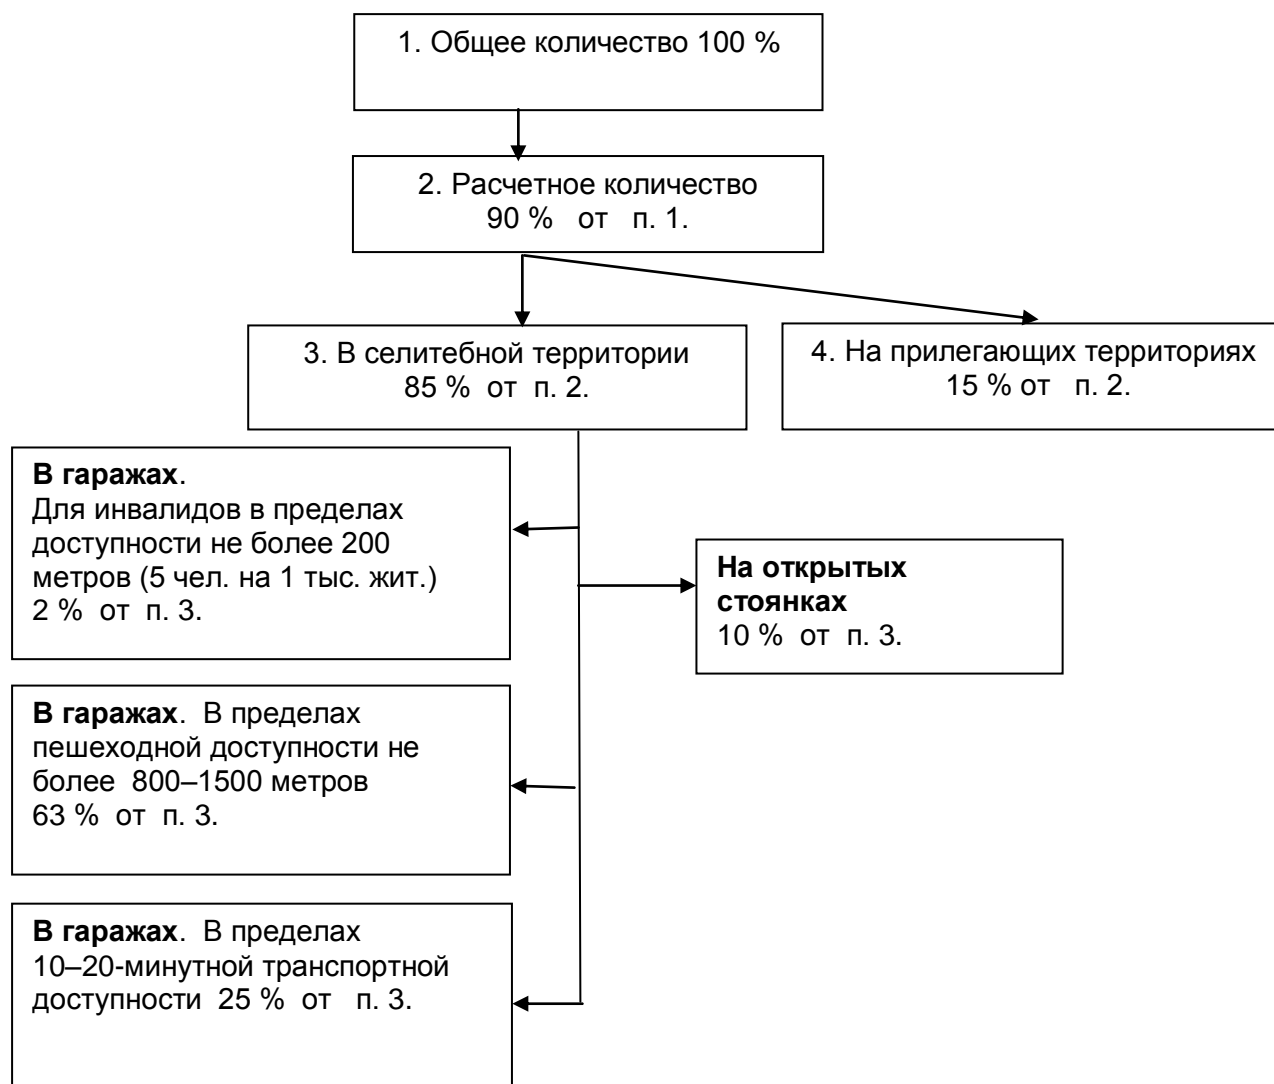 1. Общее количество 100 %
2. Расчетное количество
90 % от п. 1.
3. В селитебной территории
85 % от п. 2.
4. На прилегающих территориях
15 % от п. 2.
В гаражах.
Для инвалидов в пределах
доступности не более 200
метров (5 чел. на 1 тыс. жит.)
2 % от п. 3.
На открытых
стоянках
10 % от п. 3.
В гаражах. В пределах
пешеходной доступности не
более 800–1500 метров
63 % от п. 3.
В гаражах. В пределах
10–20-минутной транспортной
доступности 25 % от п. 3.